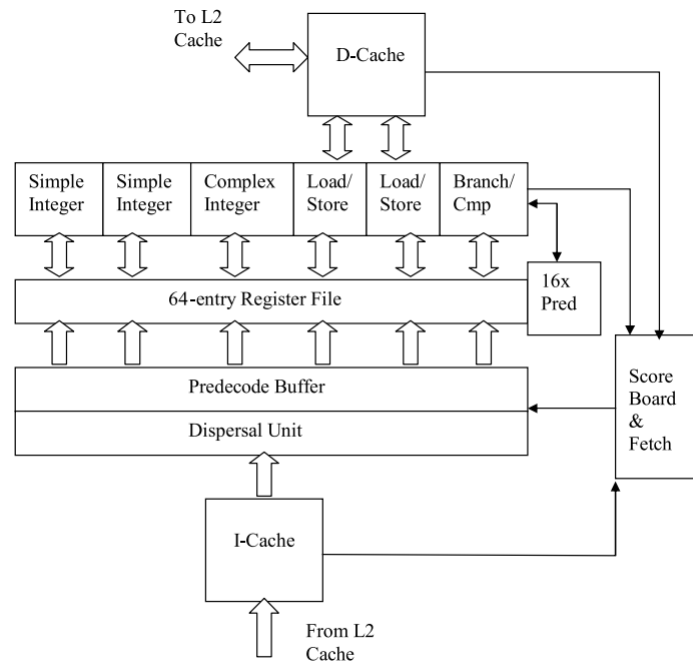 To L2
Cache
D-Cache
Simple
Integer
Simple
Integer
Complex
Integer
Load/
Store
Load/
Store
Branch/
Cmp
64-entry Register File
16x
Pred
Predecode Buffer
Dispersal Unit
Score
Board
&
Fetch
I-Cache
From L2
Cache